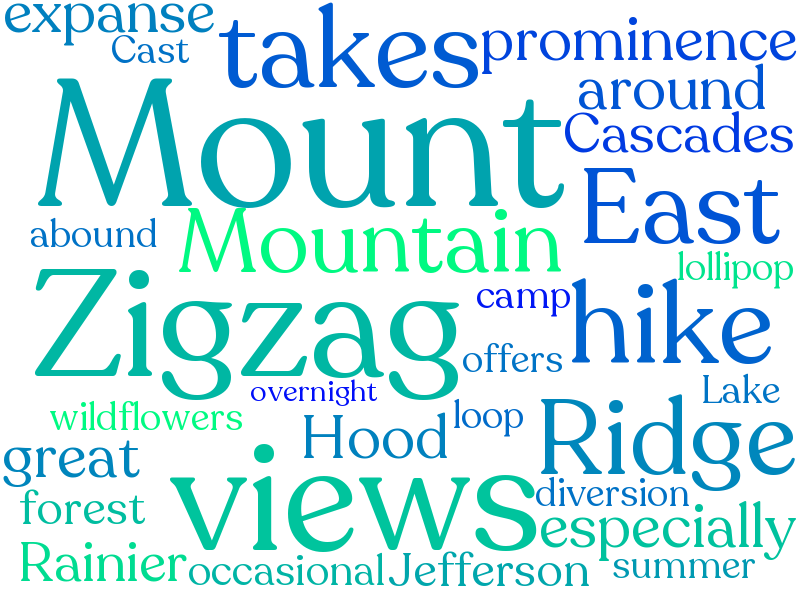 expanse
Cast
takes
prominence
around
Cascades
Mount
East
abound
Mountain
lollipop
Zigzag
camp
hike
offers
overnight
Lake
wildflowers
Hood
loop
Ridge
great
views
diversion
forest
especially
Rainier
occasional
Jefferson
summer